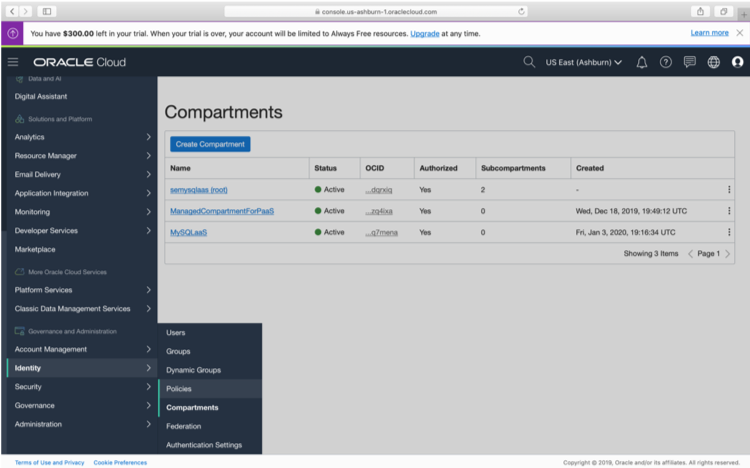 console.us-ashburn-1.oraclecloud.com
You have $300.00 left in your trial. When your trial is over, your account will be limited to Always Free resources. Upgrade at any time.
Learn more
ORACLE Cloud
US East (Ashburn)
Data and AI
Digital Assistant
Solutions and Platform
Analytics
Resource Manager
Email Delivery
Application Integration
Monitoring
Developer Services
Marketplace
More Oracle Cloud Services
Platform Services
Classic Data Management Services
Governance and Administration
Account Management
Identity
Security
Governance
Administration
Users
Groups
Dynamic Groups
Policies
Compartments
Federation
Authentication Settings
Compartments
Create Compartment
Name Status OCID Authorized Subcompartments Created
semysqlaas (root) Active ...dqrxiq Yes 2 -
ManagedCompartmentForPaaS Active ...zq4ixa Yes 0 Wed, Dec 18, 2019, 19:49:12 UTC
MySQLaaS Active ...q7mena Yes 0 Fri, Jan 3, 2020, 19:16:34 UTC
Showing 3 Items Page 1
Terms of Use and Privacy Cookie Preferences
Copyright © 2019, Oracle and/or its affiliates. All rights reserved.